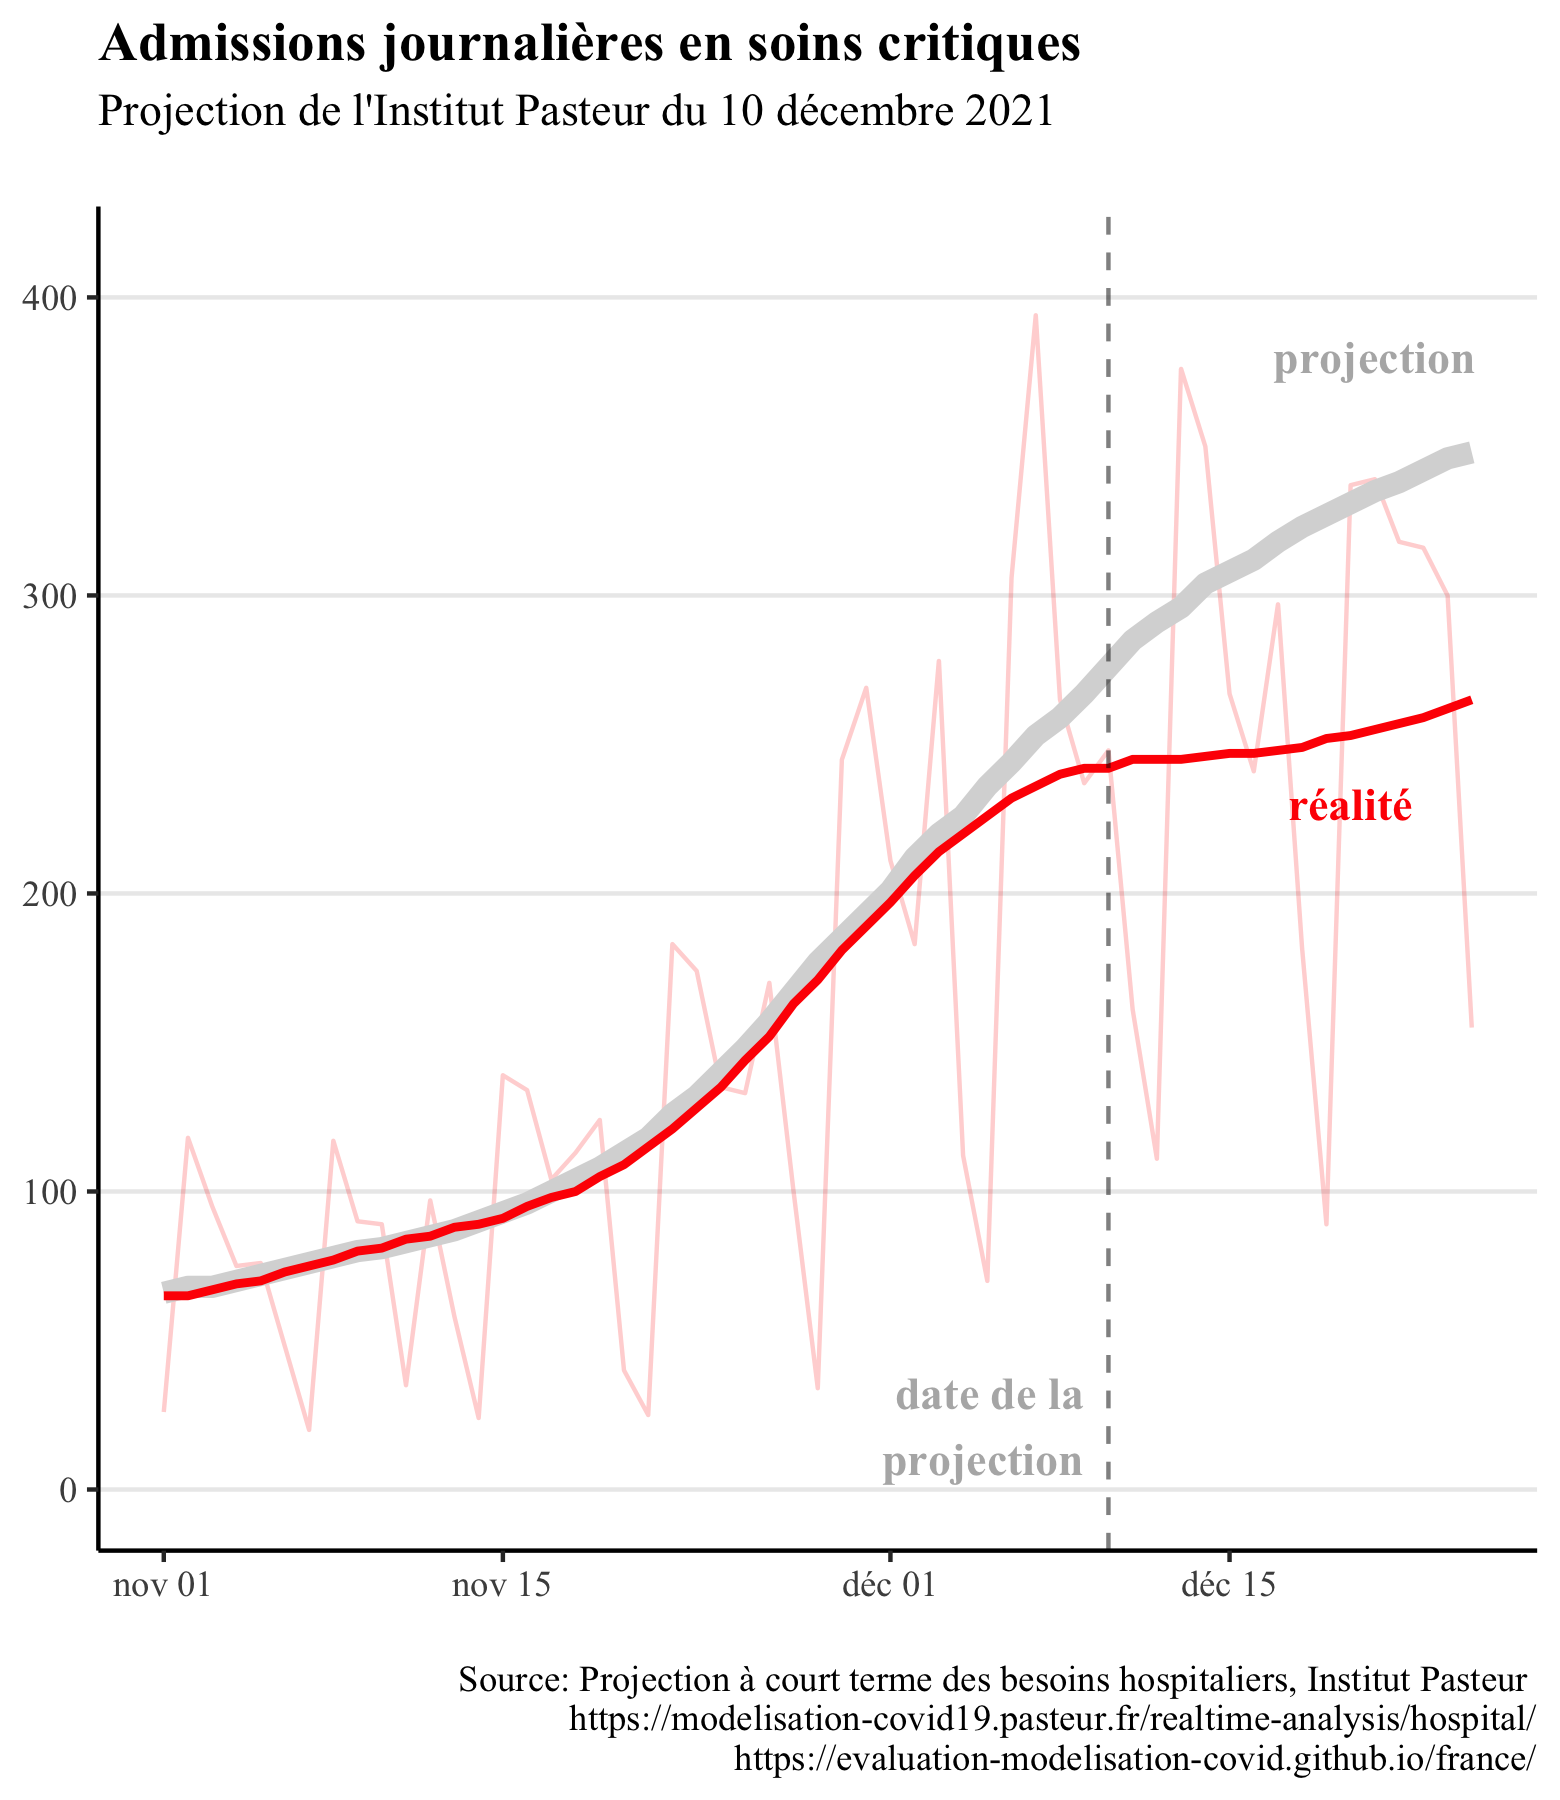 Admissions journalières en soins critiques
Projection de l'Institut Pasteur du 10 décembre 2021
400
projection
300
réalité
200
100
date de la
projection
0
nov 01 nov 15 déc 01 déc 15
Source: Projection à court terme des besoins hospitaliers, Institut Pasteur
https://modelisation-covid19.pasteur.fr/realtime-analysis/hospital/
https://evaluation-modelisation-covid.github.io/france/